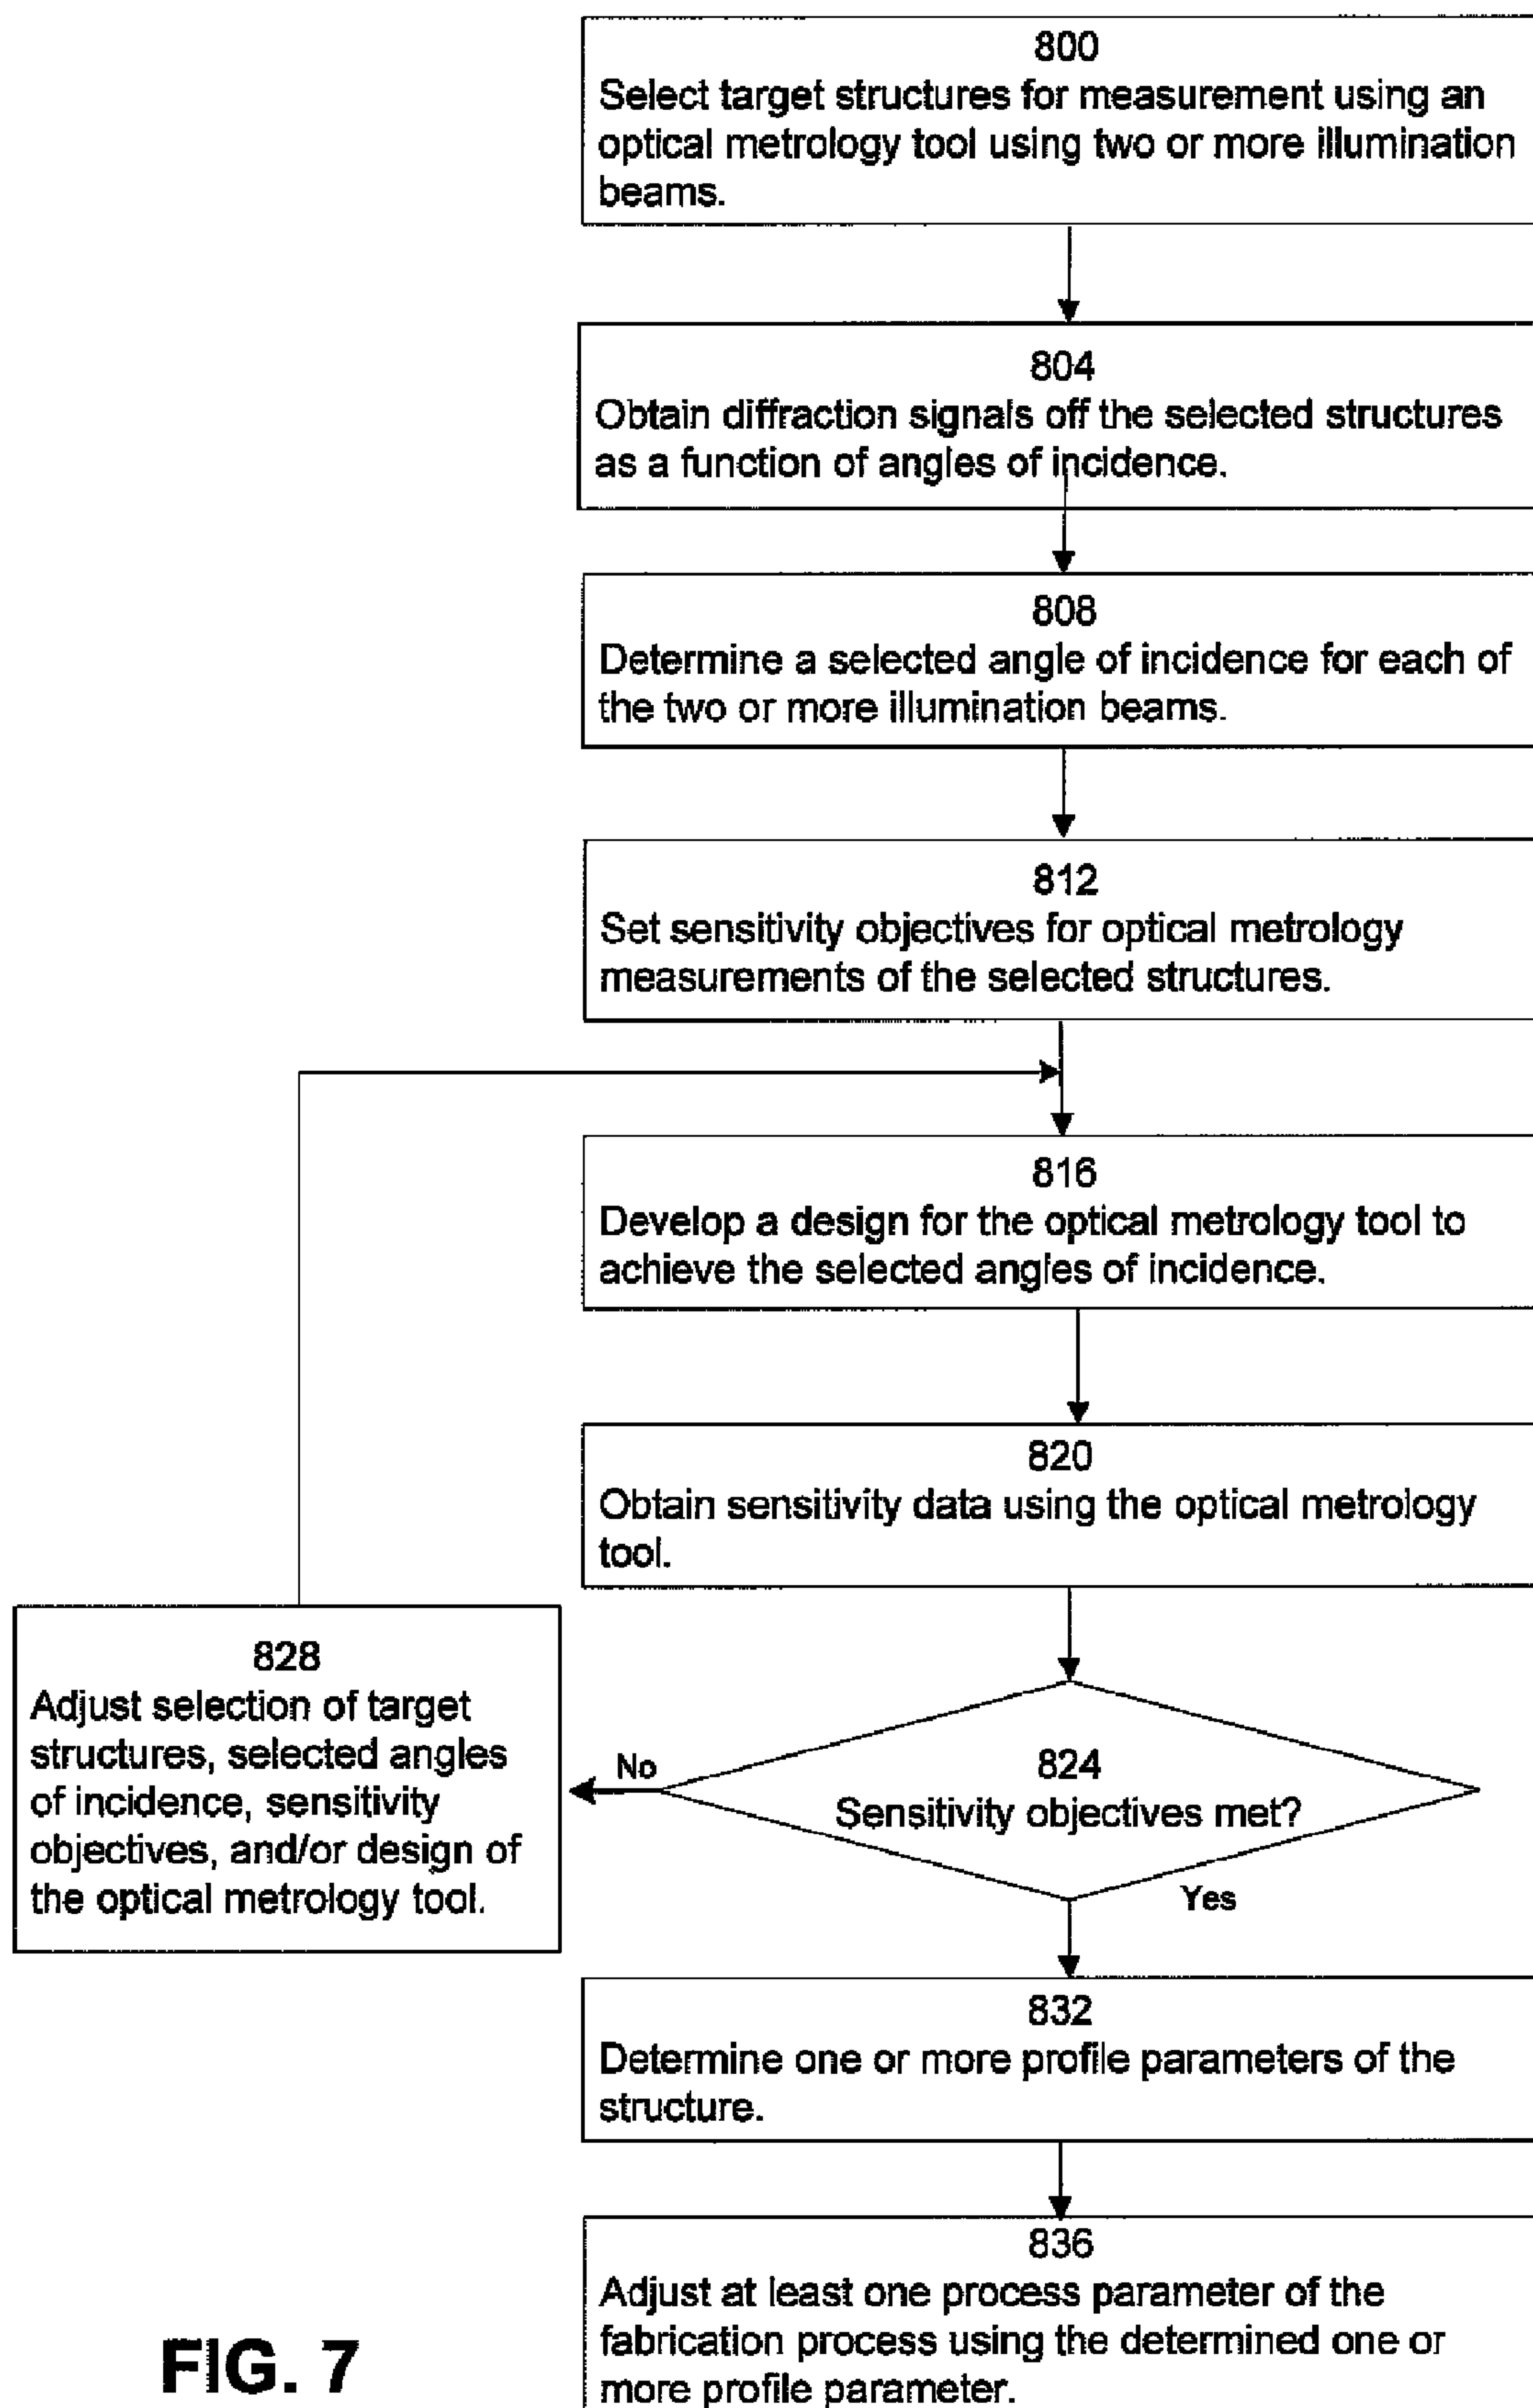 800
Select target structures for measurement using an
optical metrology tool using two or more illumination
beams.
804
Obtain diffraction signals off the selected structures
as a function of angles of incidence.
808
Determine a selected angle of incidence for each of
the two or more illumination beams.
812
Set sensitivity objectives for optical metrology
measurements of the selected structures.
816
Develop a design for the optical metrology tool to
achieve the selected angles of incidence.
820
Obtain sensitivity data using the optical metrology
tool.
828
Adjust selection of target
structures, selected angles
of incidence, sensitivity
objectives, and/or design of
the optical metrology tool.
No
824
Sensitivity objectives met?
Yes
832
Determine one or more profile parameters of the
structure.
836
Adjust at least one process parameter of the
fabrication process using the determined one or
more profile parameter.
FIG. 7